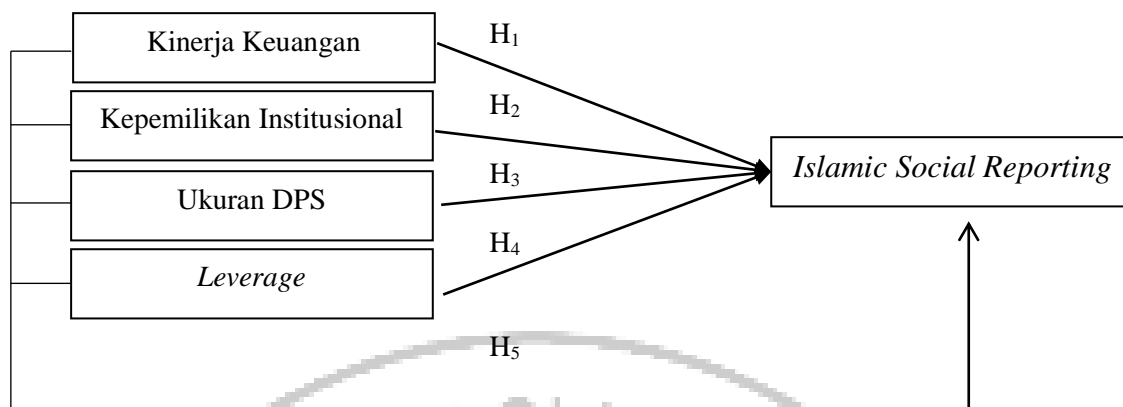 Kinerja Keuangan
H₁
Kepemilikan Institusional
H₂
Islamic Social Reporting
Ukuran DPS
H₃
Leverage
H₄
H₅